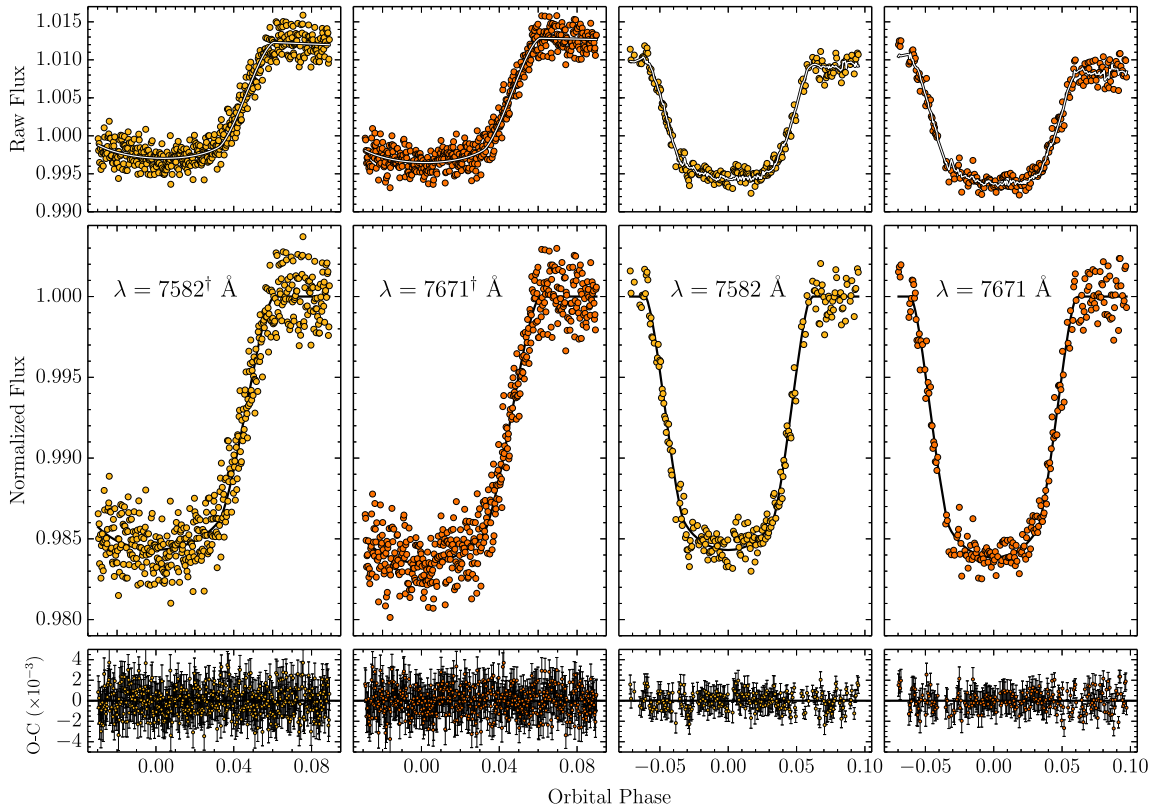 Raw Flux
1.015
1.010
1.005
1.000
0.995
0.990
Normalized Flux
1.000
0.995
0.990
0.985
0.980
λ = 7582† Å
λ = 7671† Å
λ = 7582 Å
λ = 7671 Å
O-C (×10⁻³)
4
2
0
−2
−4
0.00 0.04 0.08 0.00 0.04 0.08 −0.05 0.00 0.05 −0.05 0.00 0.05 0.10
Orbital Phase